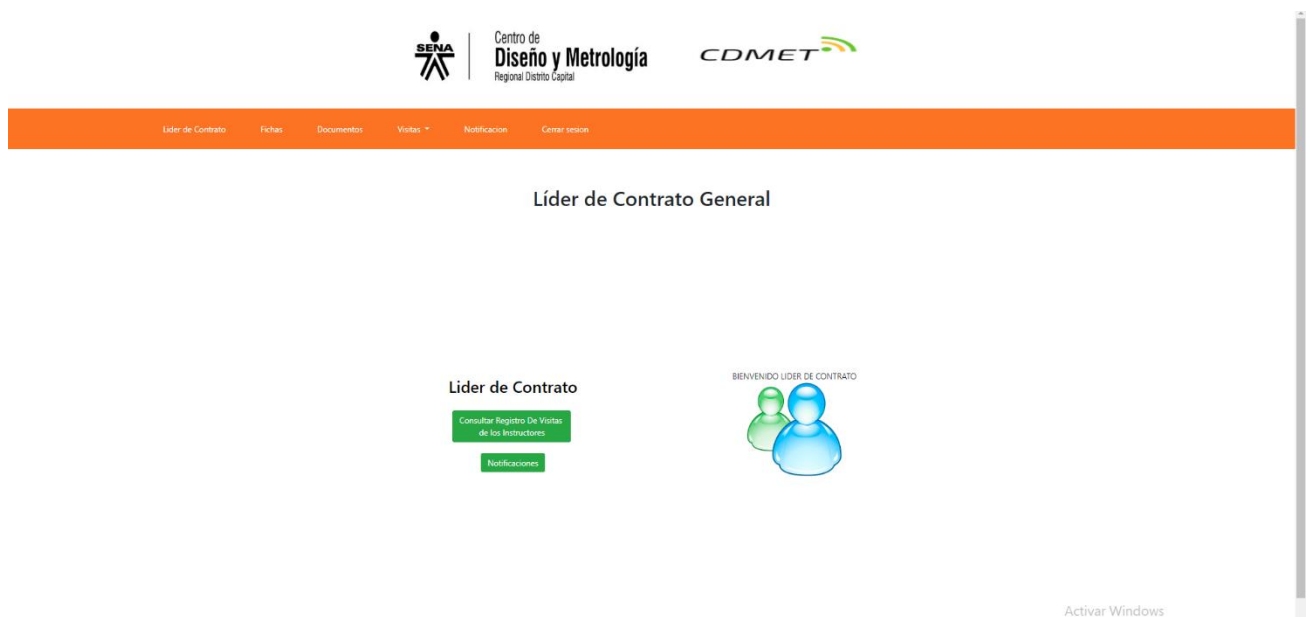 SENA
Centro de
Diseño y Metrología
Regional Distrito Capital
CDMET
Lider de Contrato Fichas Documentos Visitas Notificacion Cerrar sesion
Líder de Contrato General
Lider de Contrato
Consultar Registro De Visitas
de los Instructores
Notificaciones
BIENVENIDO LIDER DE CONTRATO
Activar Windows